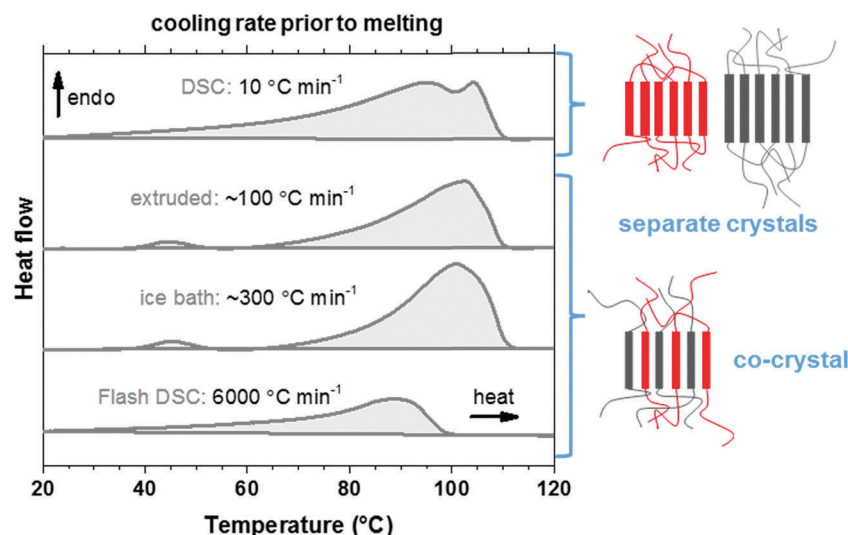 cooling rate prior to melting
endo
DSC: 10 °C min⁻¹
extruded: ~100 °C min⁻¹
ice bath: ~300 °C min⁻¹
Flash DSC: 6000 °C min⁻¹
heat
Heat flow
20 40 60 80 100 120
Temperature (°C)
separate crystals
co-crystal